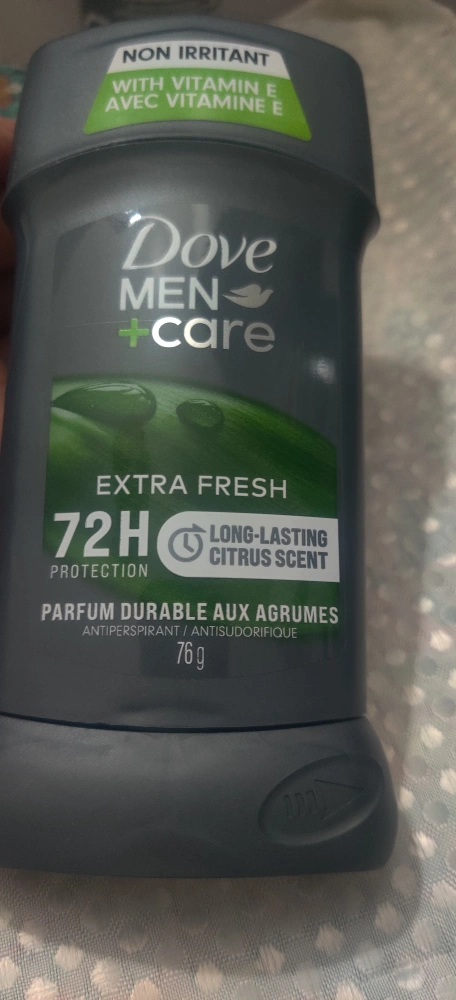 NON IRRITANT
WITH VITAMIN E
AVEC VITAMINE E
Dove
MEN
+care
EXTRA FRESH
72H
PROTECTION
LONG-LASTING
CITRUS SCENT
PARFUM DURABLE AUX AGRUMES
ANTIPERSPIRANT / ANTISUDORIFIQUE
76 g